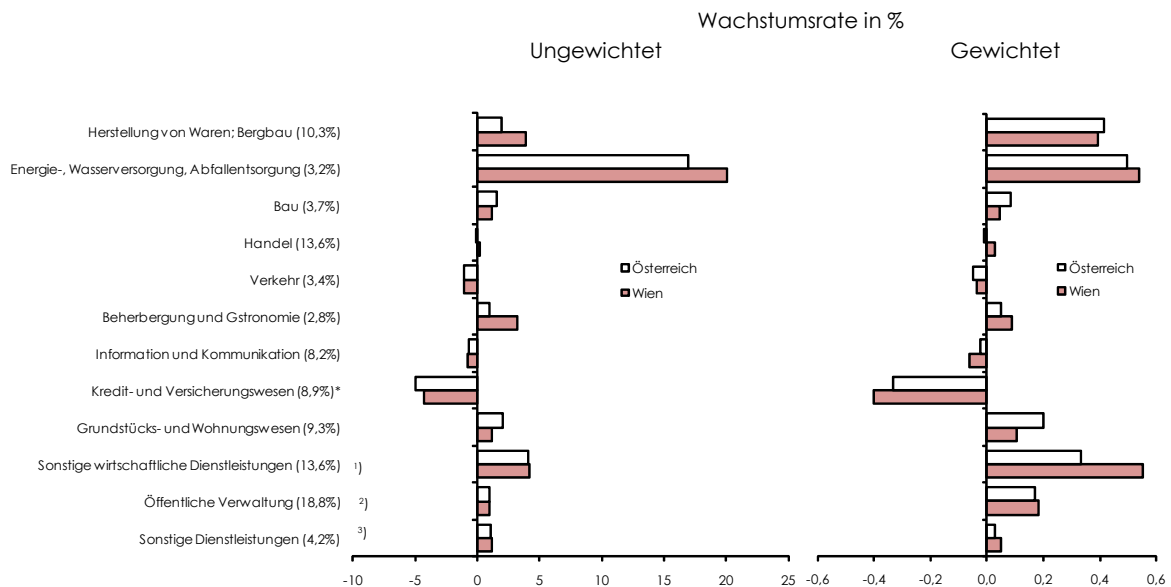 Wachstumsrate in %
Ungewichtet
Gewichtet
Herstellung von Waren; Bergbau (10,3%)
Energie-, Wasserversorgung, Abfallentsorgung (3,2%)
Bau (3,7%)
Handel (13,6%)
Verkehr (3,4%)
Beherbergung und Gstronomie (2,8%)
Information und Kommunikation (8,2%)
Kredit- und Versicherungswesen (8,9%)*
Grundstücks- und Wohnungswesen (9,3%)
Sonstige wirtschaftliche Dienstleistungen (13,6%) 1)
Öffentliche Verwaltung (18,8%) 2)
Sonstige Dienstleistungen (4,2%) 3)
Österreich
Wien
Österreich
Wien
-10 -5 0 5 10 15 20 25
-0,6 -0,4 -0,2 0,0 0,2 0,4